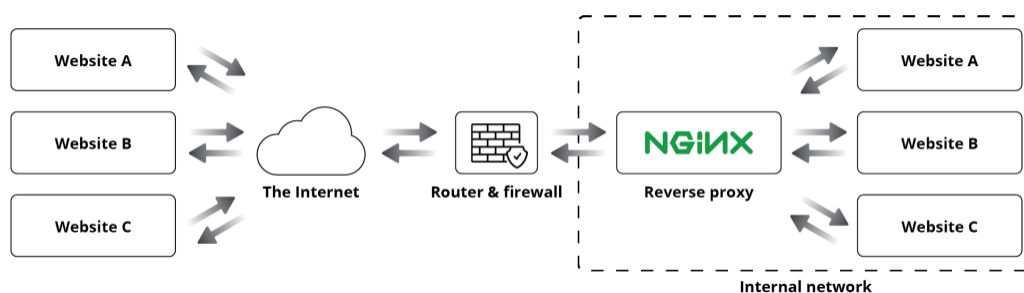 Website A
Website B
Website C
The Internet
Router & firewall
NGiNX
Reverse proxy
Website A
Website B
Website C
Internal network